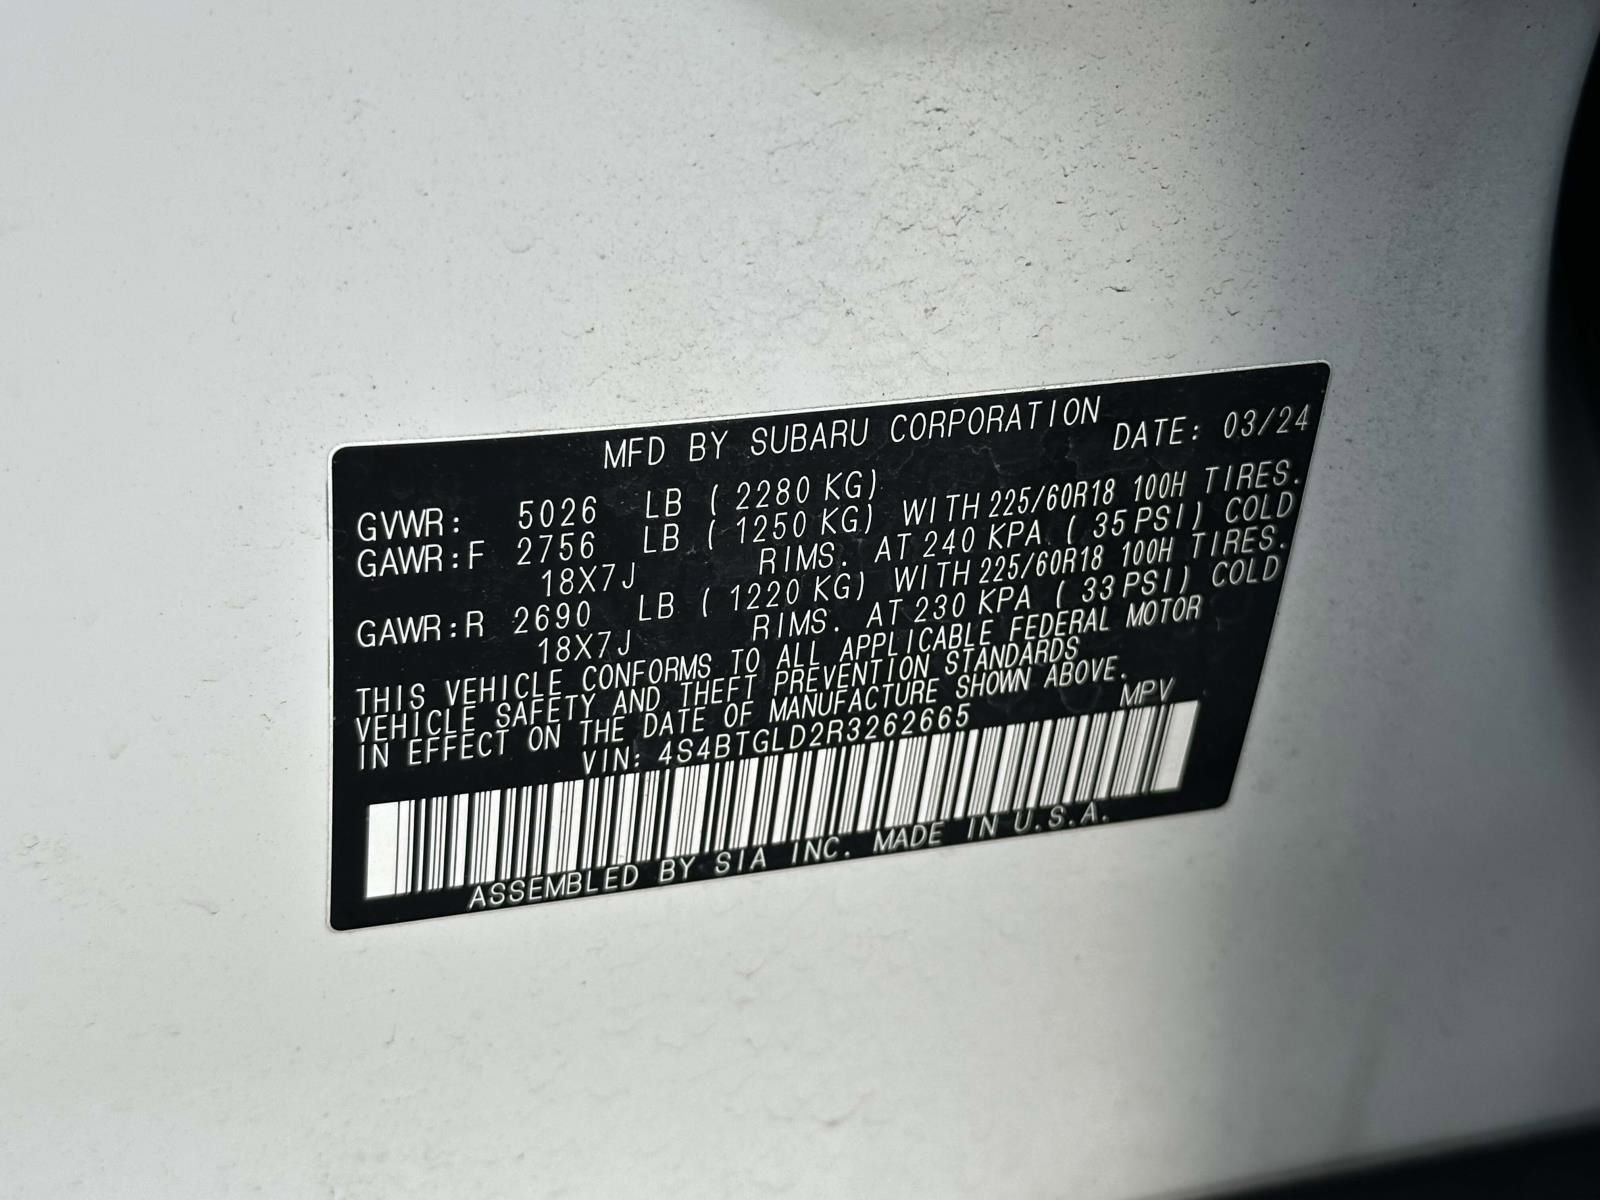 MFD BY SUBARU CORPORATION DATE: 03/24
GVWR: 5026 LB (2280 KG)
GAWR:F 2756 LB (1250 KG) WITH 225/60R18 100H TIRES.
18X7J RIMS. AT 240 KPA (35 PSI) COLD
GAWR:R 2690 LB (1220 KG) WITH 225/60R18 100H TIRES.
18X7J RIMS. AT 230 KPA (33 PSI) COLD
THIS VEHICLE CONFORMS TO ALL APPLICABLE FEDERAL MOTOR
VEHICLE SAFETY AND THEFT PREVENTION STANDARDS
IN EFFECT ON THE DATE OF MANUFACTURE SHOWN ABOVE.
VIN: 4S4BTGLD2R3262665 MPV
ASSEMBLED BY SIA INC. MADE IN U.S.A.